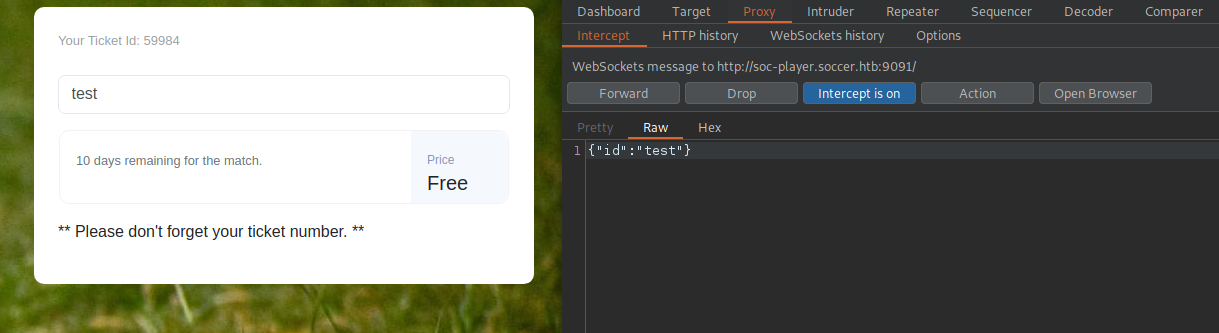 Your Ticket Id: 59984
test
10 days remaining for the match.
Price
Free
** Please don't forget your ticket number. **
Dashboard Target Proxy Intruder Repeater Sequencer Decoder Comparer
Intercept HTTP history WebSockets history Options
WebSockets message to http://soc-player.soccer.htb:9091/
Forward Drop Intercept is on Action Open Browser
Pretty Raw Hex
1 {"id":"test"}